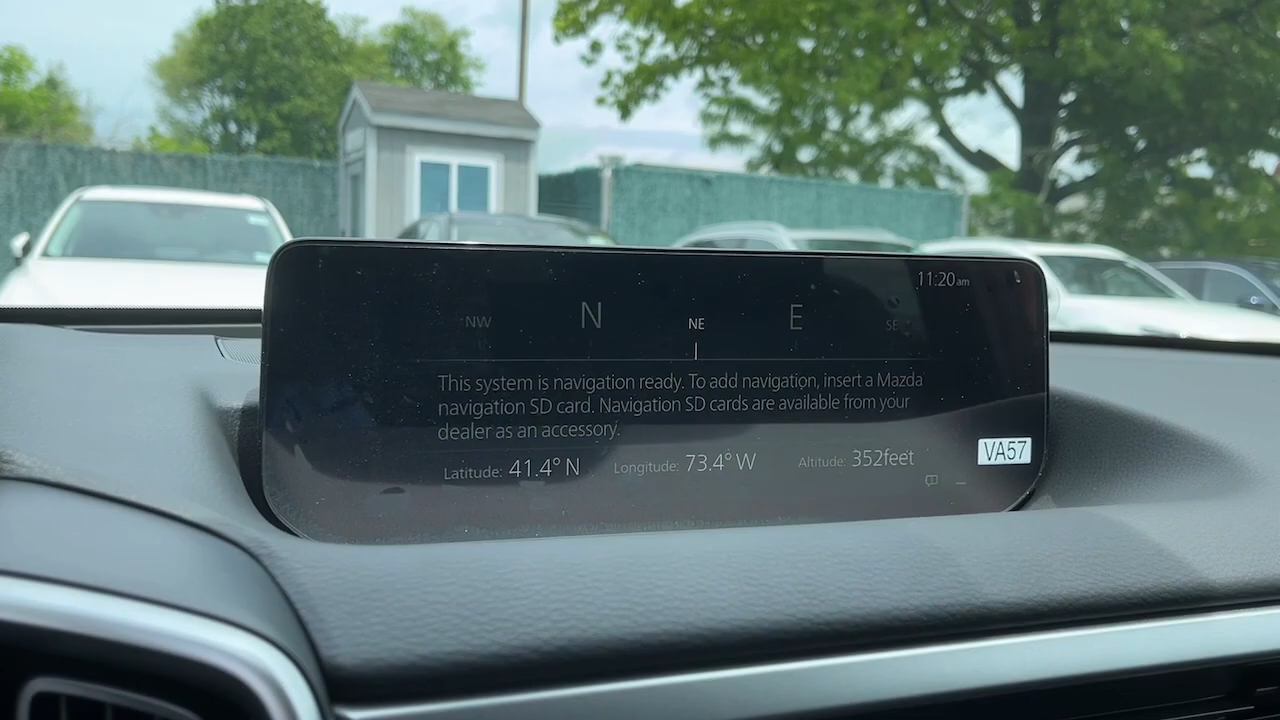 11:20am
NW N NE E SE
This system is navigation ready. To add navigation, insert a Mazda
navigation SD card. Navigation SD cards are available from your
dealer as an accessory.
VA57
Latitude: 41.4° N Longitude: 73.4° W Altitude: 352feet